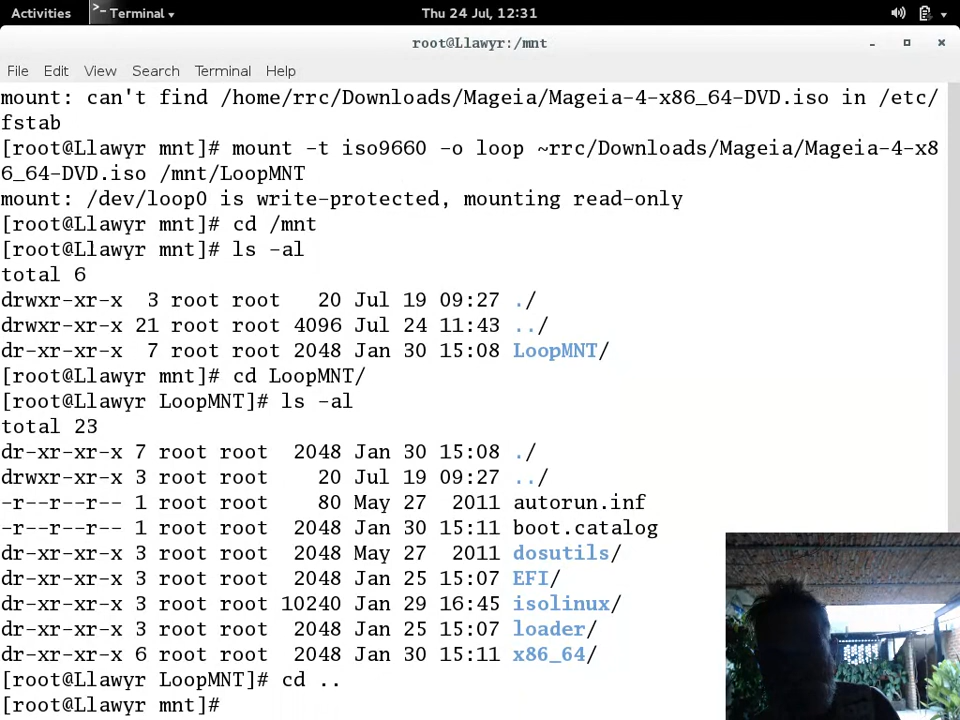 Activities >_ Terminal Thu 24 Jul, 12:31
root@Llawyr:/mnt
File Edit View Search Terminal Help
mount: can't find /home/rrc/Downloads/Mageia/Mageia-4-x86_64-DVD.iso in /etc/
fstab
[root@Llawyr mnt]# mount -t iso9660 -o loop ~rrc/Downloads/Mageia/Mageia-4-x8
6_64-DVD.iso /mnt/LoopMNT
mount: /dev/loop0 is write-protected, mounting read-only
[root@Llawyr mnt]# cd /mnt
[root@Llawyr mnt]# ls -al
total 6
drwxr-xr-x  3 root root   20 Jul 19 09:27 ./
drwxr-xr-x 21 root root 4096 Jul 24 11:43 ../
dr-xr-xr-x  7 root root 2048 Jan 30 15:08 LoopMNT/
[root@Llawyr mnt]# cd LoopMNT/
[root@Llawyr LoopMNT]# ls -al
total 23
dr-xr-xr-x 7 root root  2048 Jan 30 15:08 ./
drwxr-xr-x 3 root root    20 Jul 19 09:27 ../
-r--r--r-- 1 root root    80 May 27  2011 autorun.inf
-r--r--r-- 1 root root  2048 Jan 30 15:11 boot.catalog
dr-xr-xr-x 3 root root  2048 May 27  2011 dosutils/
dr-xr-xr-x 3 root root  2048 Jan 25 15:07 EFI/
dr-xr-xr-x 3 root root 10240 Jan 29 16:45 isolinux/
dr-xr-xr-x 3 root root  2048 Jan 25 15:07 loader/
dr-xr-xr-x 6 root root  2048 Jan 30 15:11 x86_64/
[root@Llawyr LoopMNT]# cd ..
[root@Llawyr mnt]#